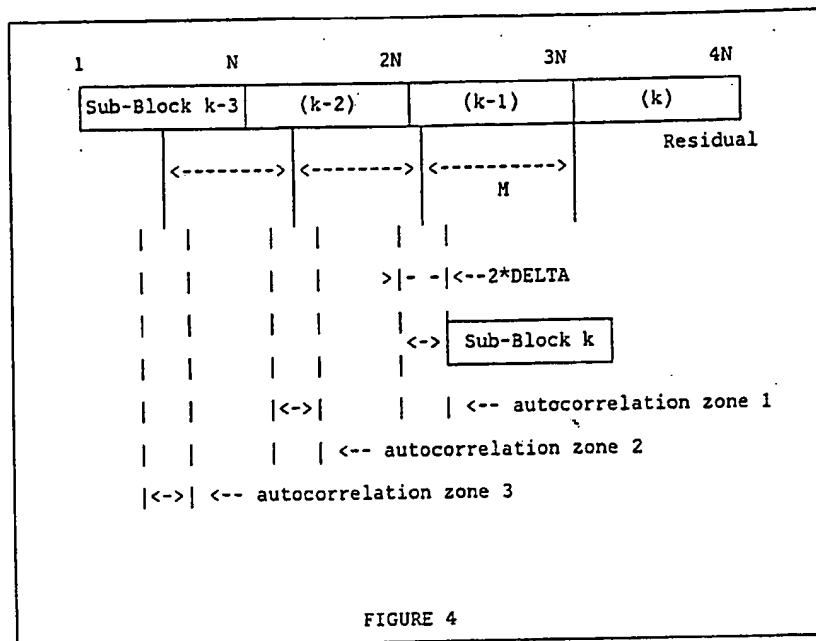 1 N 2N 3N 4N
Sub-Block k-3 (k-2) (k-1) (k)
Residual
<--------> <--------> <-------->
M
>|- -|<--2*DELTA
<-> Sub-Block k
|<->| | | <-- autocorrelation zone 1
| | | | <-- autocorrelation zone 2
|<->| <-- autocorrelation zone 3
FIGURE 4